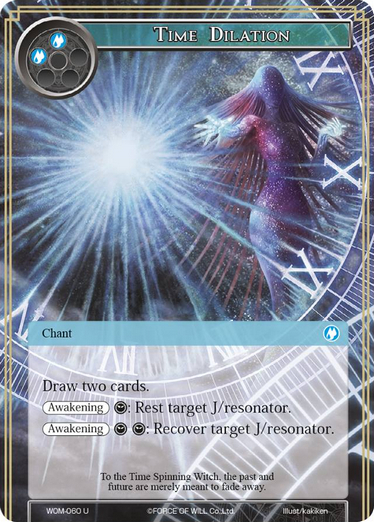 Time Dilation
Chant
Draw two cards.
Awakening : Rest target J/resonator.
Awakening : Recover target J/resonator.
To the Time Spinning Witch, the past and
future are merely meant to fade away.
WOM-060 U ©FORCE OF WILL Co.,Ltd. Illust/kakiken